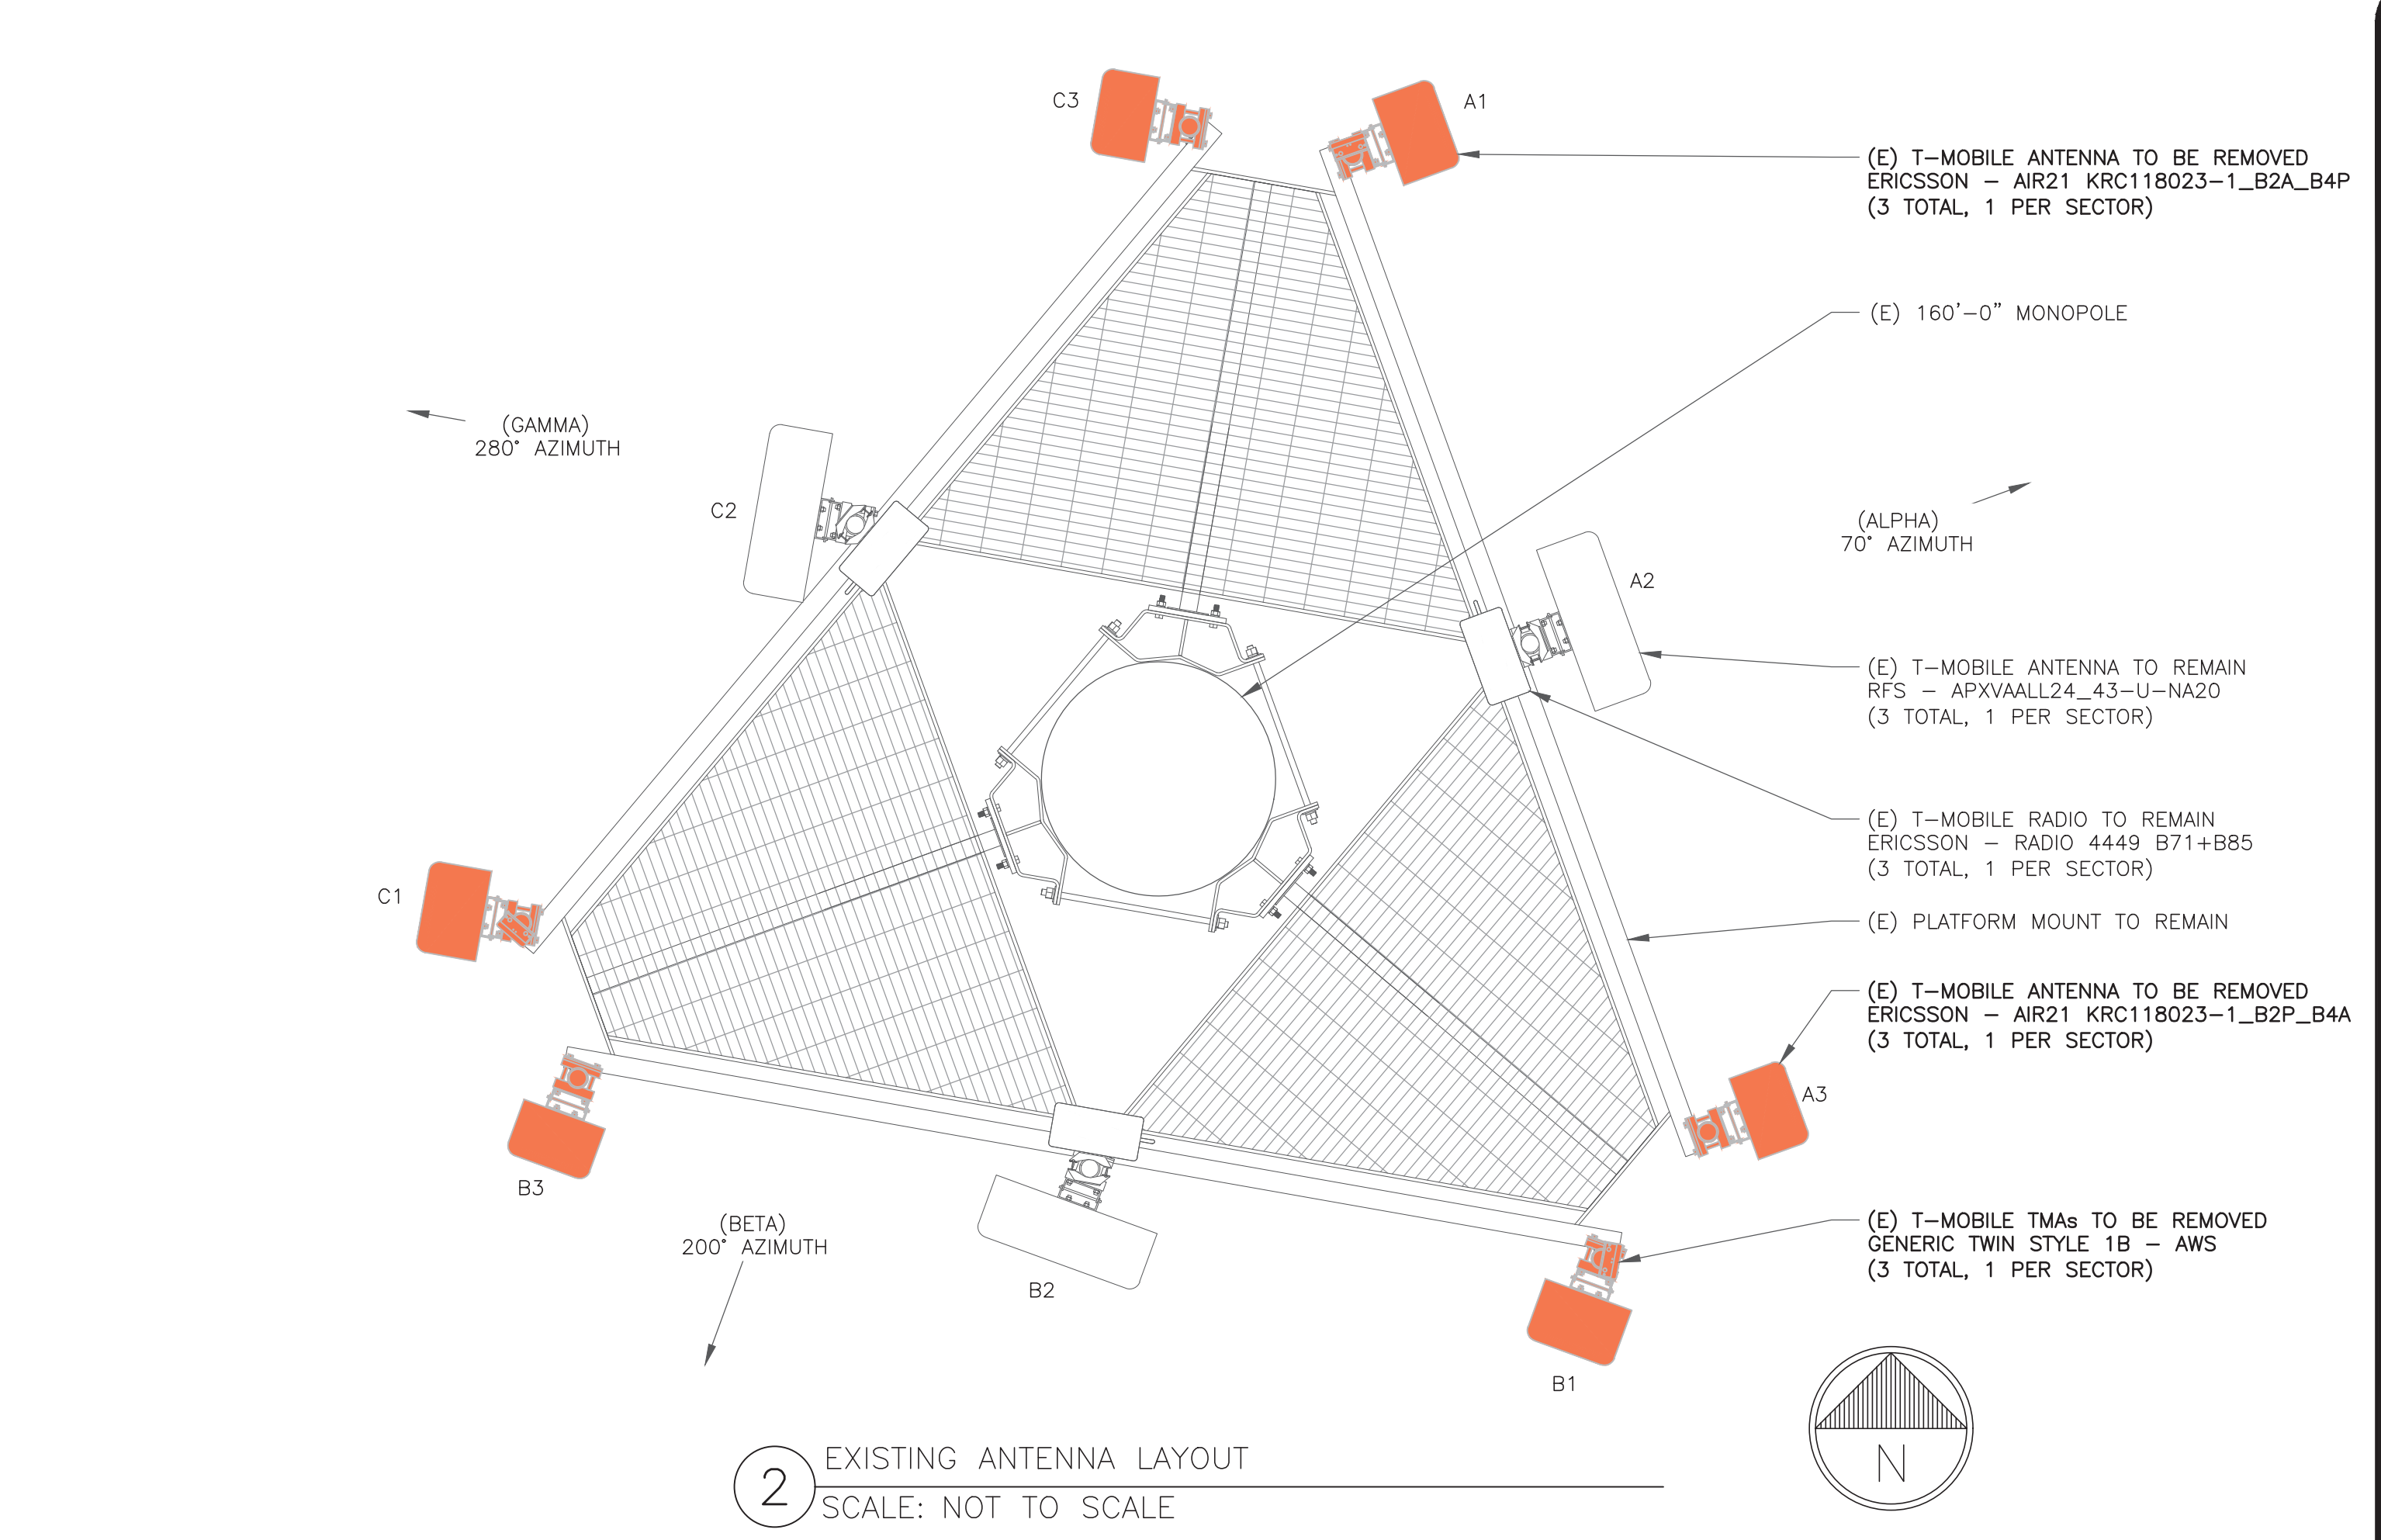 C3
A1
(E) T-MOBILE ANTENNA TO BE REMOVED
ERICSSON - AIR21 KRC118023-1_B2A_B4P
(3 TOTAL, 1 PER SECTOR)
(E) 160'-0" MONOPOLE
(GAMMA)
280° AZIMUTH
C2
(ALPHA)
70° AZIMUTH
A2
(E) T-MOBILE ANTENNA TO REMAIN
RFS - APXVAALL24_43-U-NA20
(3 TOTAL, 1 PER SECTOR)
(E) T-MOBILE RADIO TO REMAIN
ERICSSON - RADIO 4449 B71+B85
(3 TOTAL, 1 PER SECTOR)
C1
(E) PLATFORM MOUNT TO REMAIN
(E) T-MOBILE ANTENNA TO BE REMOVED
ERICSSON - AIR21 KRC118023-1_B2P_B4A
(3 TOTAL, 1 PER SECTOR)
A3
B3
(BETA)
200° AZIMUTH
(E) T-MOBILE TMAs TO BE REMOVED
GENERIC TWIN STYLE 1B - AWS
(3 TOTAL, 1 PER SECTOR)
B2
B1
N
2
EXISTING ANTENNA LAYOUT
SCALE: NOT TO SCALE